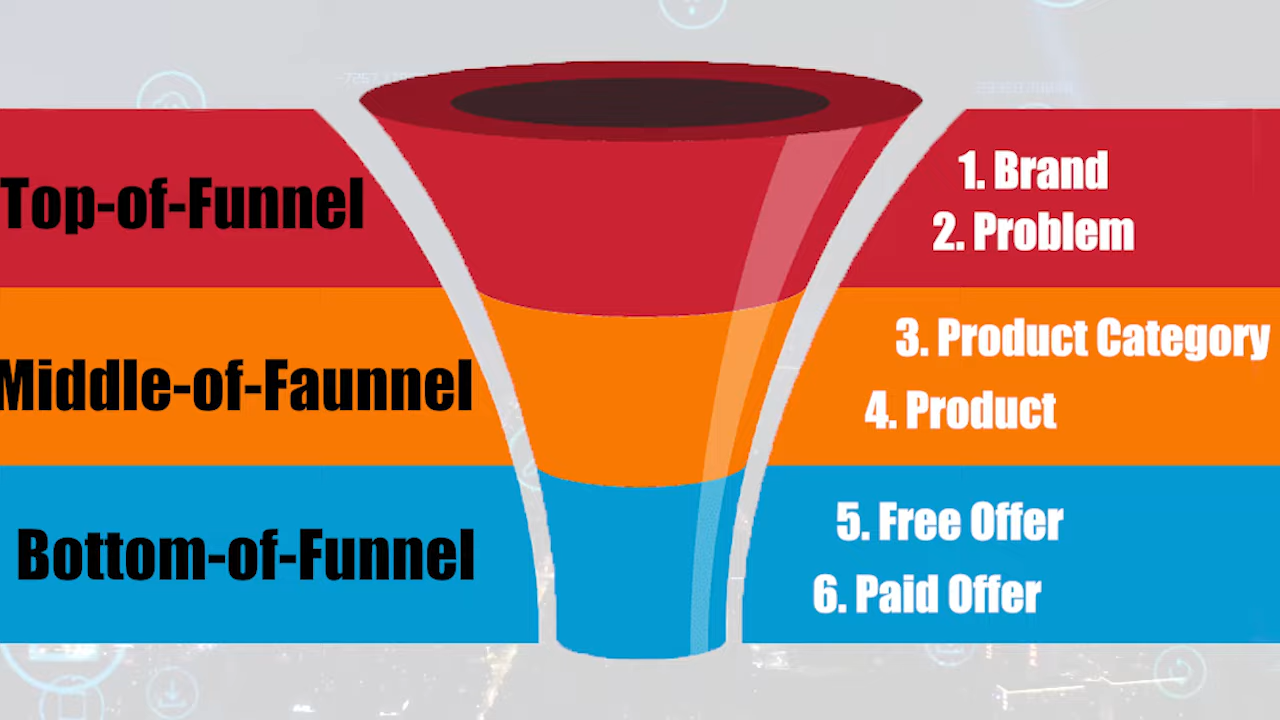 Top-of-Funnel
1. Brand
2. Problem
Middle-of-Faunnel
3. Product Category
4. Product
Bottom-of-Funnel
5. Free Offer
6. Paid Offer